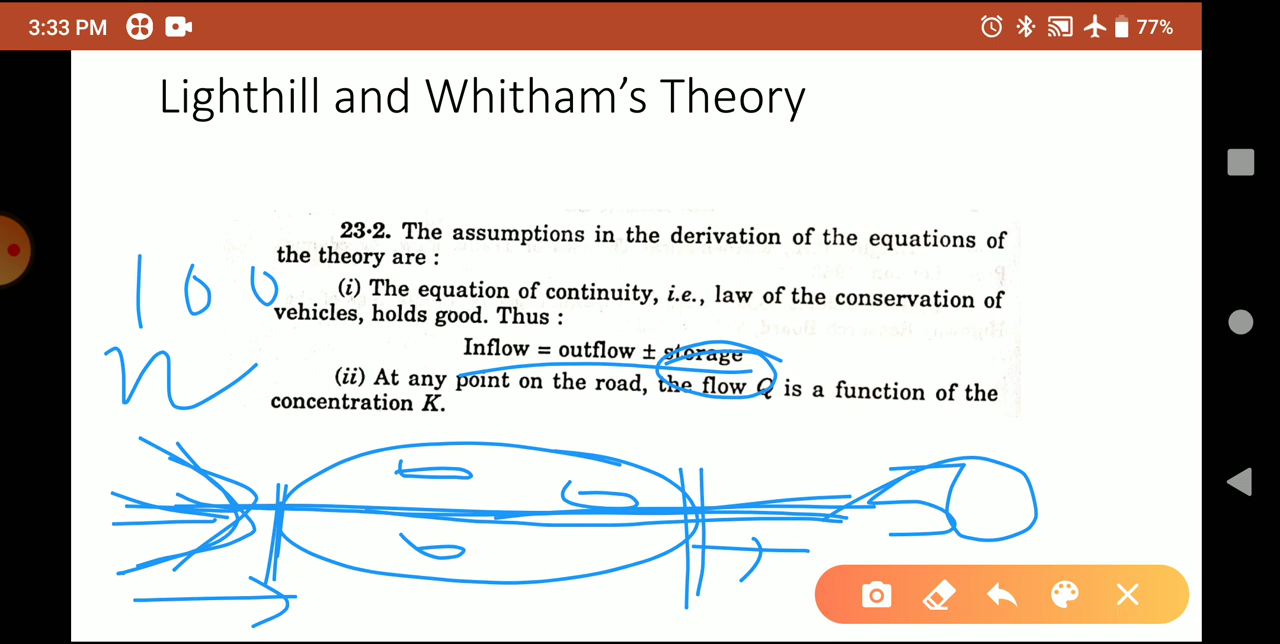 3:33 PM
77%
Lighthill and Whitham's Theory
23·2. The assumptions in the derivation of the equations of
the theory are :
(i) The equation of continuity, i.e., law of the conservation of
vehicles, holds good. Thus :
Inflow = outflow ± storage
(ii) At any point on the road, the flow Q is a function of the
concentration K.
100
n